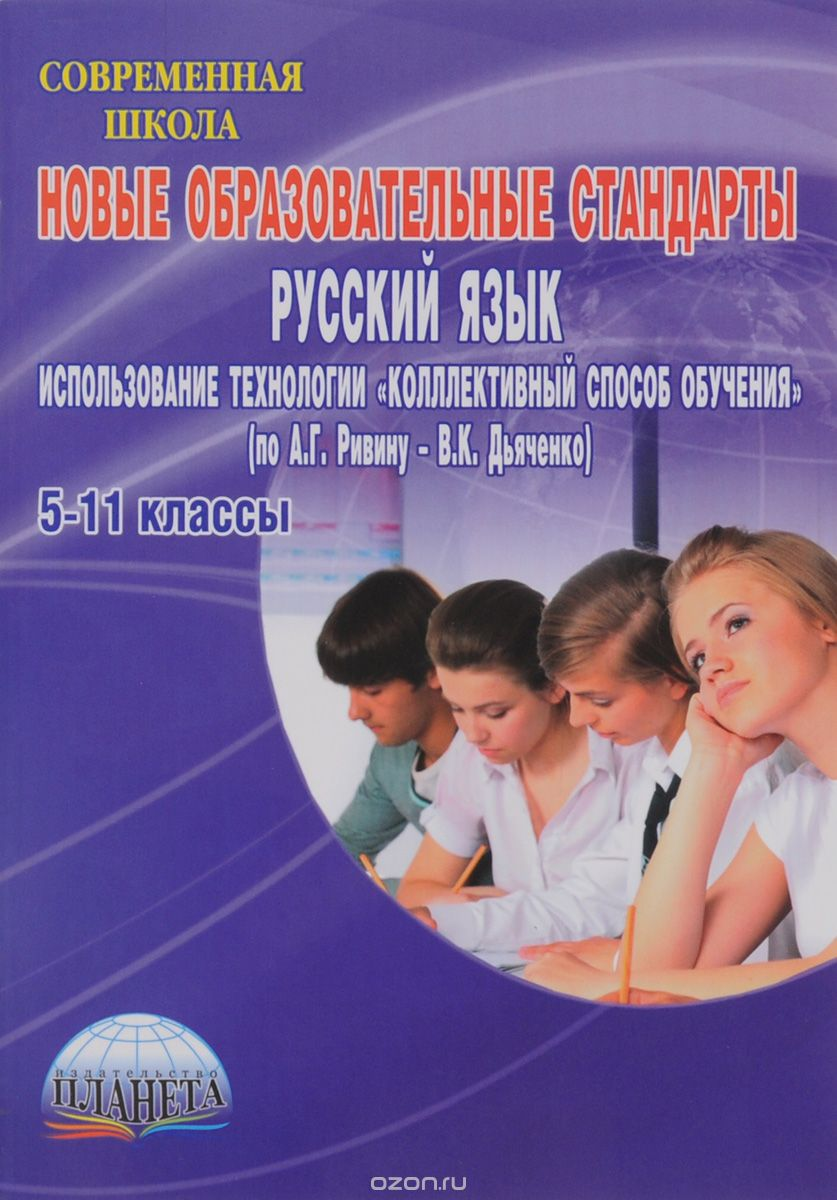 СОВРЕМЕННАЯ
ШКОЛА
НОВЫЕ ОБРАЗОВАТЕЛЬНЫЕ СТАНДАРТЫ
РУССКИЙ ЯЗЫК
ИСПОЛЬЗОВАНИЕ ТЕХНОЛОГИИ «КОЛЛЛЕКТИВНЫЙ СПОСОБ ОБУЧЕНИЯ»
(по А.Г. Ривину - В.К. Дьяченко)
5-11 классы
издательство
ПЛАНЕТА
ozon.ru